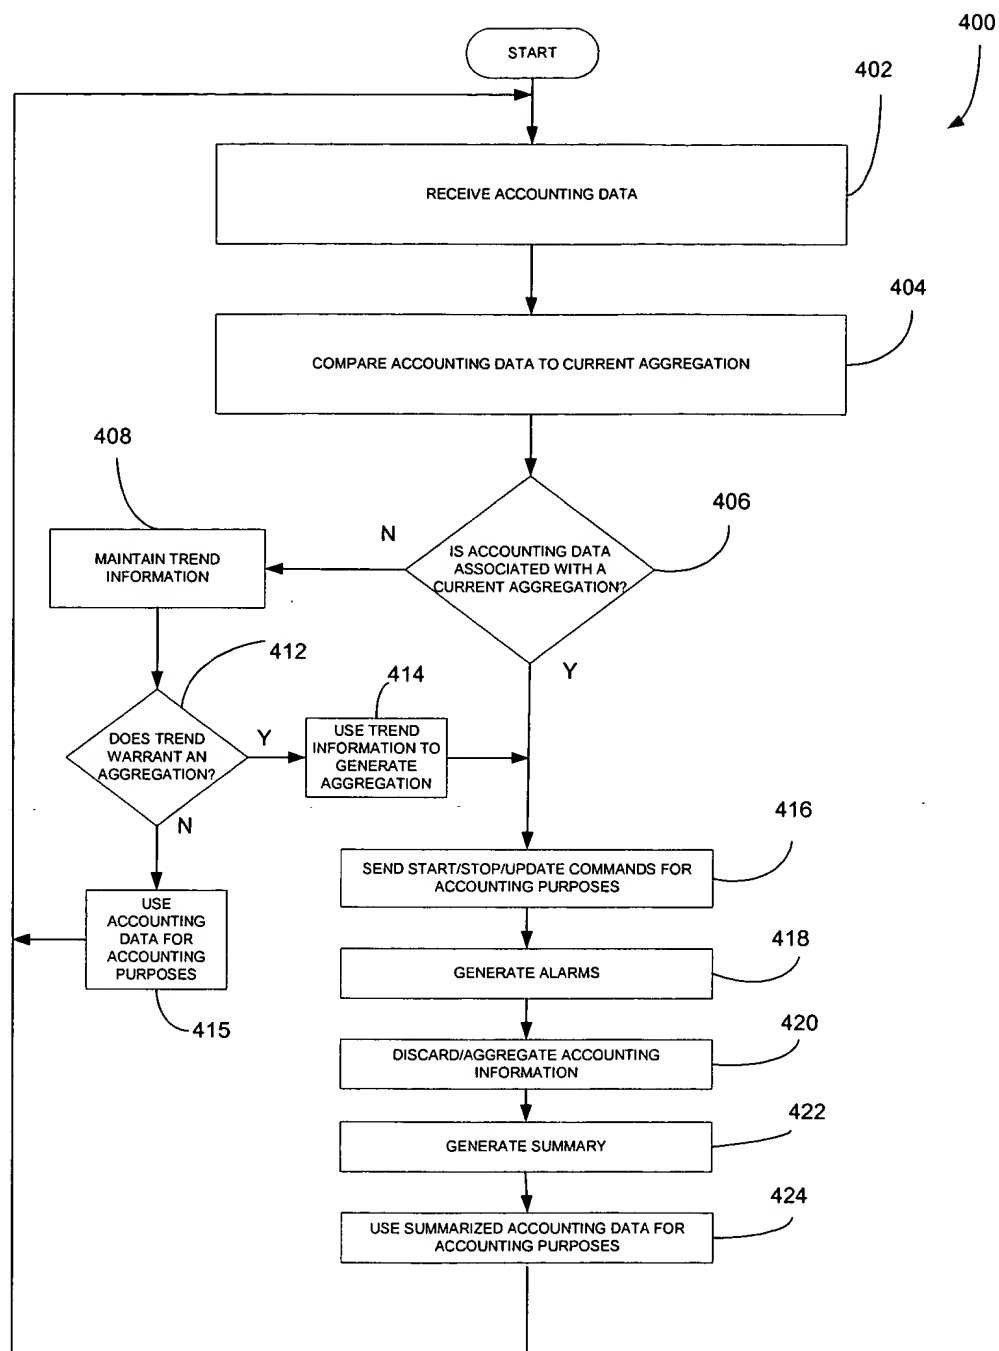 400
START
402
RECEIVE ACCOUNTING DATA
404
COMPARE ACCOUNTING DATA TO CURRENT AGGREGATION
408
406
N
IS ACCOUNTING DATA
ASSOCIATED WITH A
CURRENT AGGREGATION?
MAINTAIN TREND
INFORMATION
412
Y
414
DOES TREND
WARRANT AN
AGGREGATION?
Y
USE TREND
INFORMATION TO
GENERATE
AGGREGATION
N
416
SEND START/STOP/UPDATE COMMANDS FOR
ACCOUNTING PURPOSES
USE
ACCOUNTING
DATA FOR
ACCOUNTING
PURPOSES
415
418
GENERATE ALARMS
420
DISCARD/AGGREGATE ACCOUNTING
INFORMATION
422
GENERATE SUMMARY
424
USE SUMMARIZED ACCOUNTING DATA FOR
ACCOUNTING PURPOSES